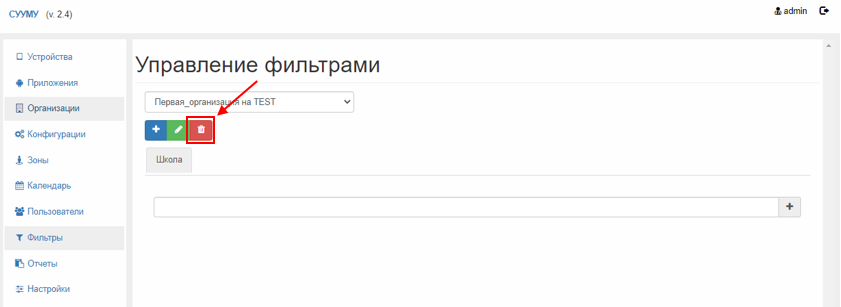 СУУМУ (v. 2.4)
admin
Устройства
Приложения
Организации
Конфигурации
Зоны
Календарь
Пользователи
Фильтры
Отчеты
Настройки
Управление фильтрами
Первая_организация на TEST
Школа